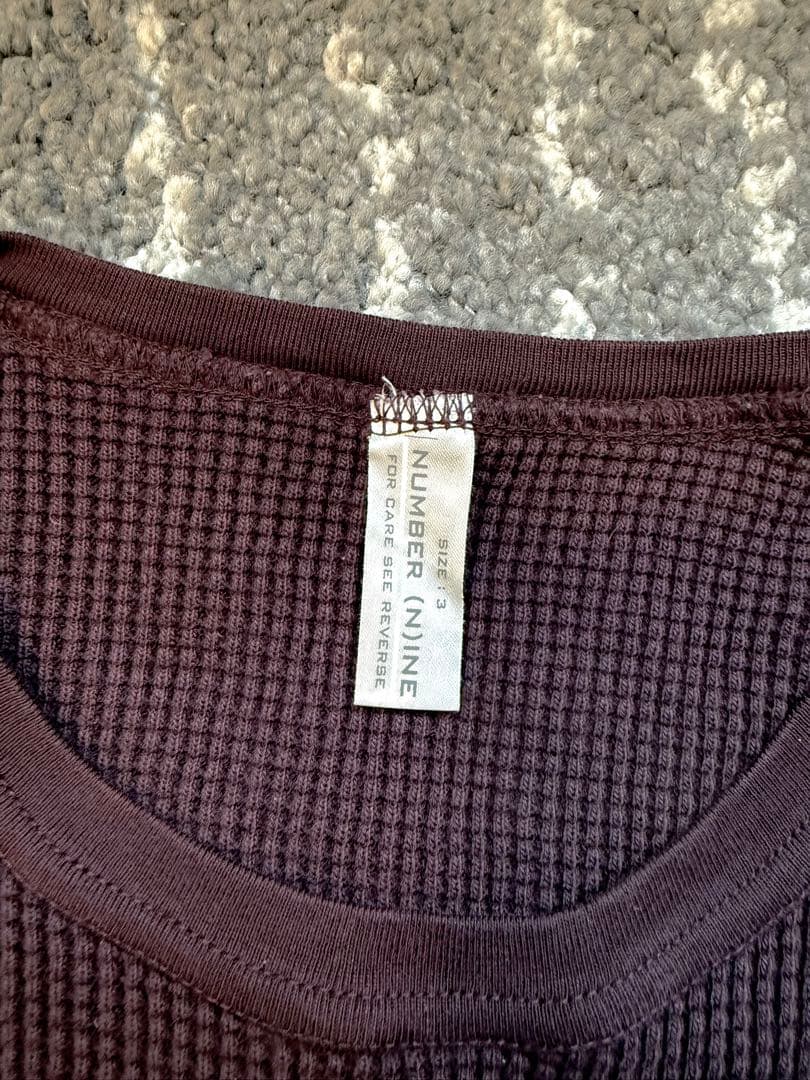 SIZE : 3
NUMBER (N)INE
FOR CARE SEE REVERSE